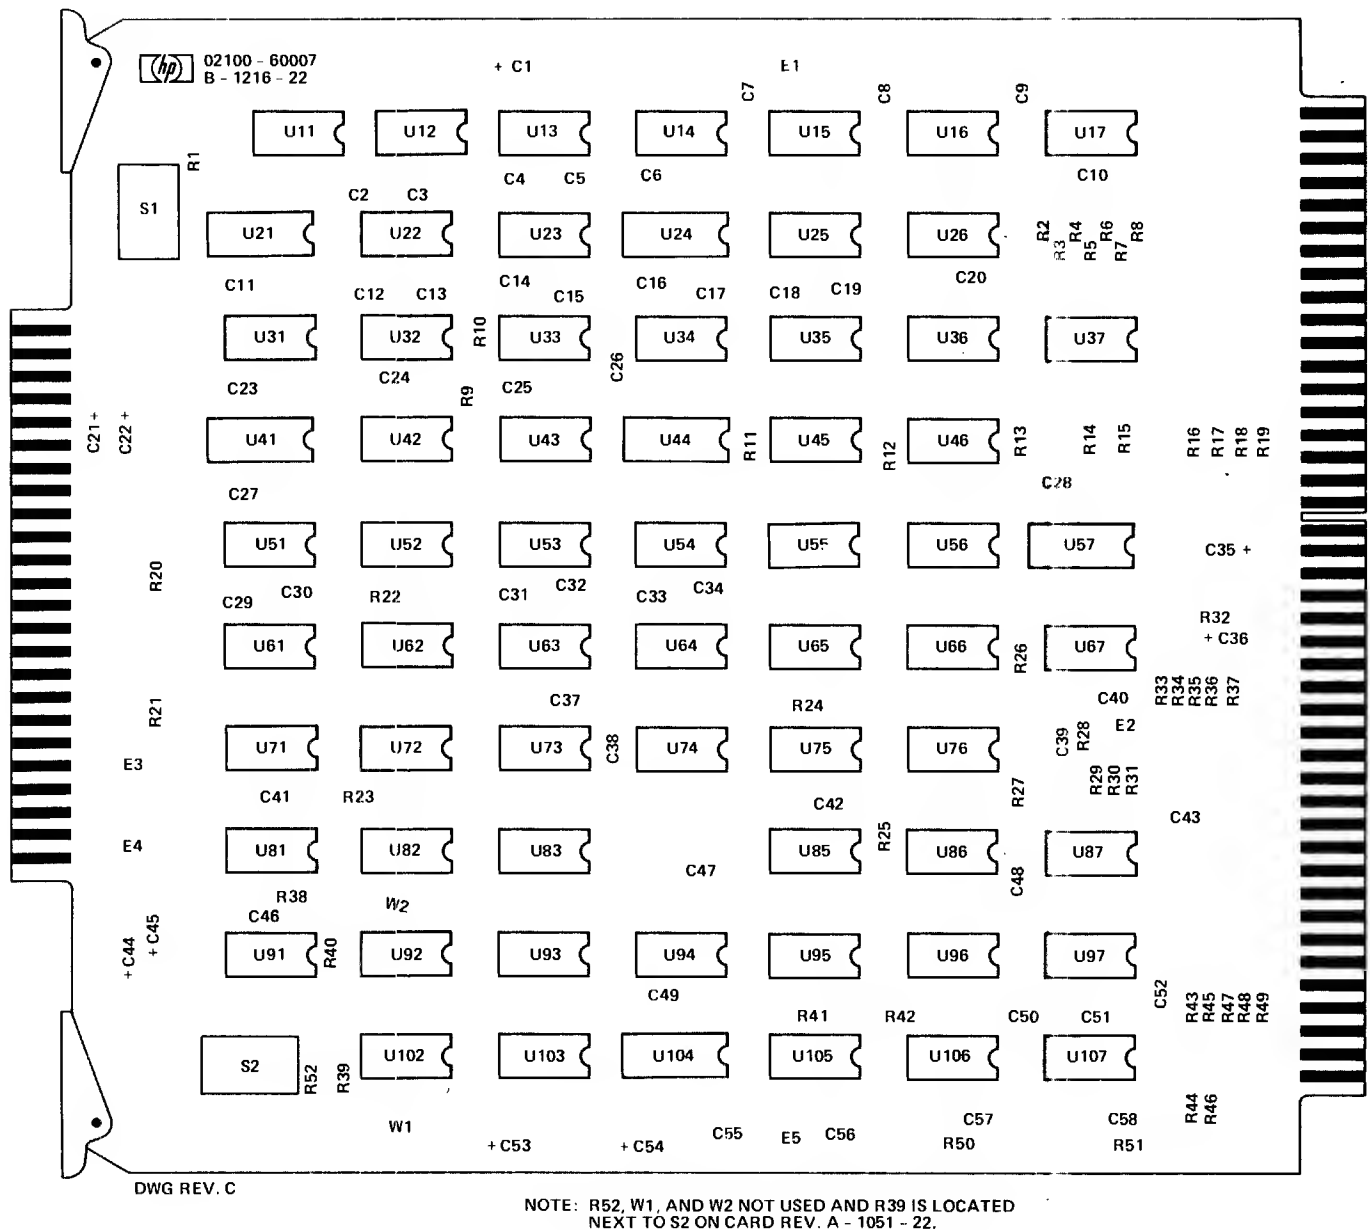 hp 02100 - 60007
B - 1216 - 22
+ C1 E1
C7 C8 C9
U11 U12 U13 U14 U15 U16 U17
R1
C4 C5 C6 C10
S1 C2 C3
U21 U22 U23 U24 U25 U26 R2 R3 R4 R5 R6 R7 R8
C11 C12 C13 C14 C15 C16 C17 C18 C19 C20
U31 U32 R10 U33 U34 U35 U36 U37
C26
C23 C24 R9 C25
C21 + C22 + U41 U42 U43 U44 R11 U45 R12 U46 R13 R14 R15 R16 R17 R18 R19
C27 C28
U51 U52 U53 U54 U55 U56 U57 C35 +
R20
C29 C30 R22 C31 C32 C33 C34
R32
U61 U62 U63 U64 U65 U66 R26 U67 + C36
R21 C37 R24 C40 R33 R34 R35 R36 R37
E2
U71 U72 U73 C38 U74 U75 U76 C39 R28
E3
C41 R23 C42 R27 R29 R30 R31
C43
E4 U81 U82 U83 U85 R25 U86 U87
C47 C48
R38 W2
C46
+ C44 + C45 U91 R40 U92 U93 U94 U95 U96 U97
C49 C52
R41 R42 C50 C51 R43 R45 R47 R48 R49
S2 R52 R39 U102 U103 U104 U105 U106 U107
R44 R46
W1 C57 C58
+ C53 + C54 C55 E5 C56 R50 R51
DWG REV. C
NOTE: R52, W1, AND W2 NOT USED AND R39 IS LOCATED
NEXT TO S2 ON CARD REV. A - 1051 - 22.